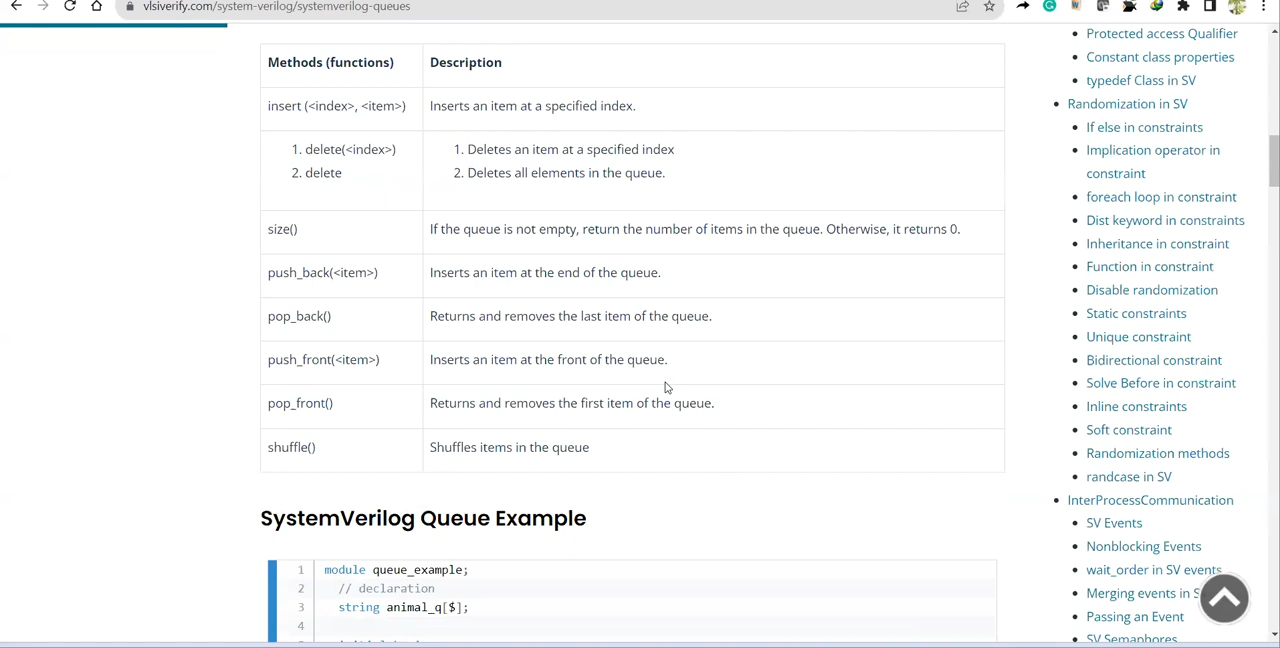 vlsiverify.com/system-verilog/systemverilog-queues
Methods (functions) Description
insert (<index>, <item>) Inserts an item at a specified index.
1. delete(<index>) 1. Deletes an item at a specified index
2. delete 2. Deletes all elements in the queue.
size() If the queue is not empty, return the number of items in the queue. Otherwise, it returns 0.
push_back(<item>) Inserts an item at the end of the queue.
pop_back() Returns and removes the last item of the queue.
push_front(<item>) Inserts an item at the front of the queue.
pop_front() Returns and removes the first item of the queue.
shuffle() Shuffles items in the queue
SystemVerilog Queue Example
1 module queue_example;
2 // declaration
3 string animal_q[$];
4
Protected access Qualifier
Constant class properties
typedef Class in SV
Randomization in SV
If else in constraints
Implication operator in
constraint
foreach loop in constraint
Dist keyword in constraints
Inheritance in constraint
Function in constraint
Disable randomization
Static constraints
Unique constraint
Bidirectional constraint
Solve Before in constraint
Inline constraints
Soft constraint
Randomization methods
randcase in SV
InterProcessCommunication
SV Events
Nonblocking Events
wait_order in SV events
Merging events in
Passing an Event
SV Semaphores